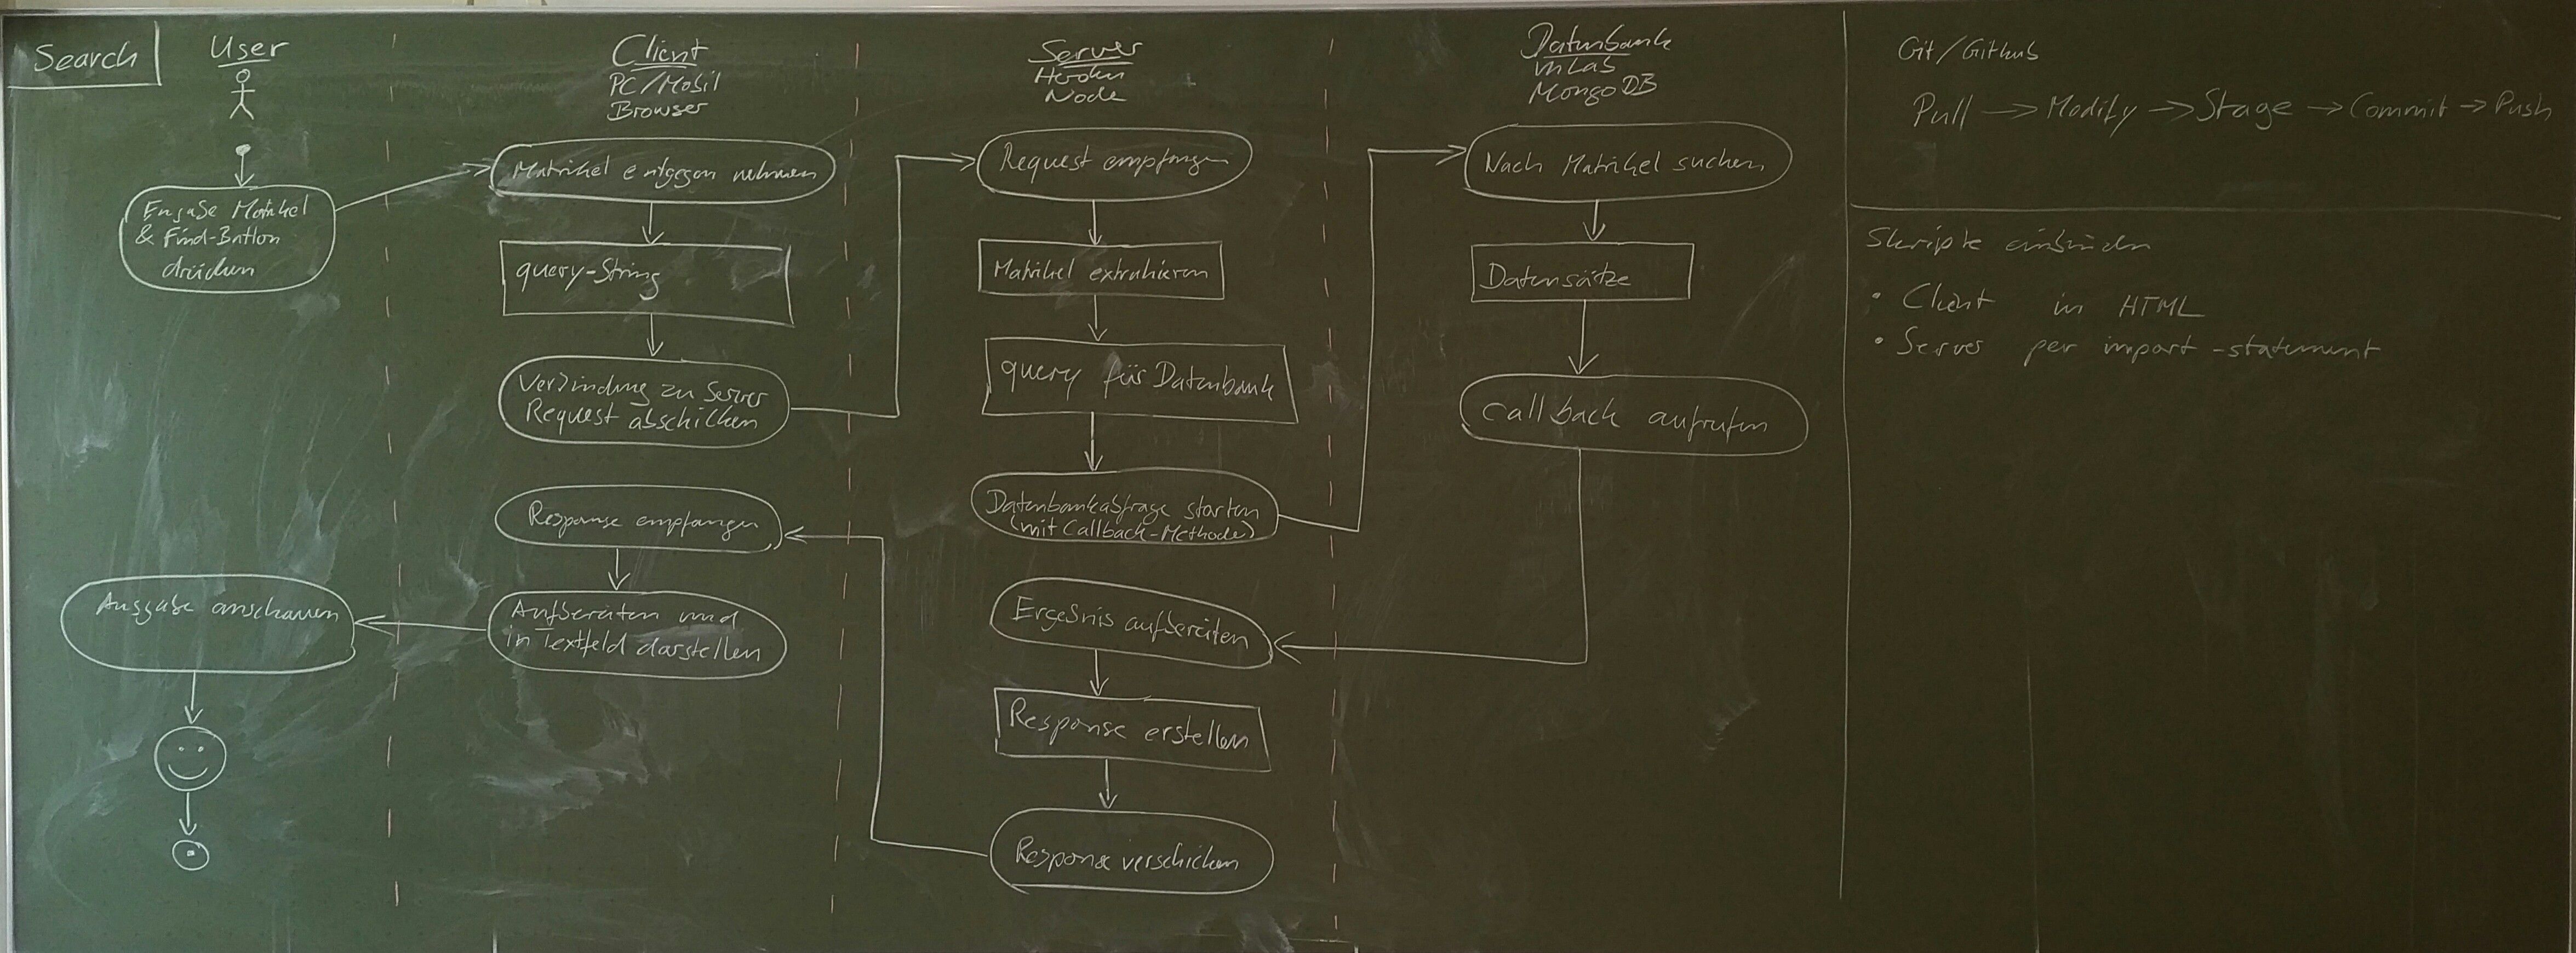 Search
User
Eingabe Matrikel
& Find-Button
drücken
Ausgabe anschauen
Client
PC/Mobil
Browser
Matrikel entgegen nehmen
query-String
Verbindung zu Server
Request abschicken
Response empfangen
Aufbereiten und
in Textfeld darstellen
Server
Heroku
Node
Request empfangen
Matrikel extrahieren
query für Datenbank
Datenbankabfrage starten
(mit Callback-Methode)
Ergebnis aufbereiten
Response erstellen
Response verschicken
Datenbank
mLab
MongoDB
Nach Matrikel suchen
Datensätze
Callback aufrufen
Git/Github
Pull → Modify → Stage → Commit → Push
Skripte einbinden
• Client in HTML
• Server per import-statement